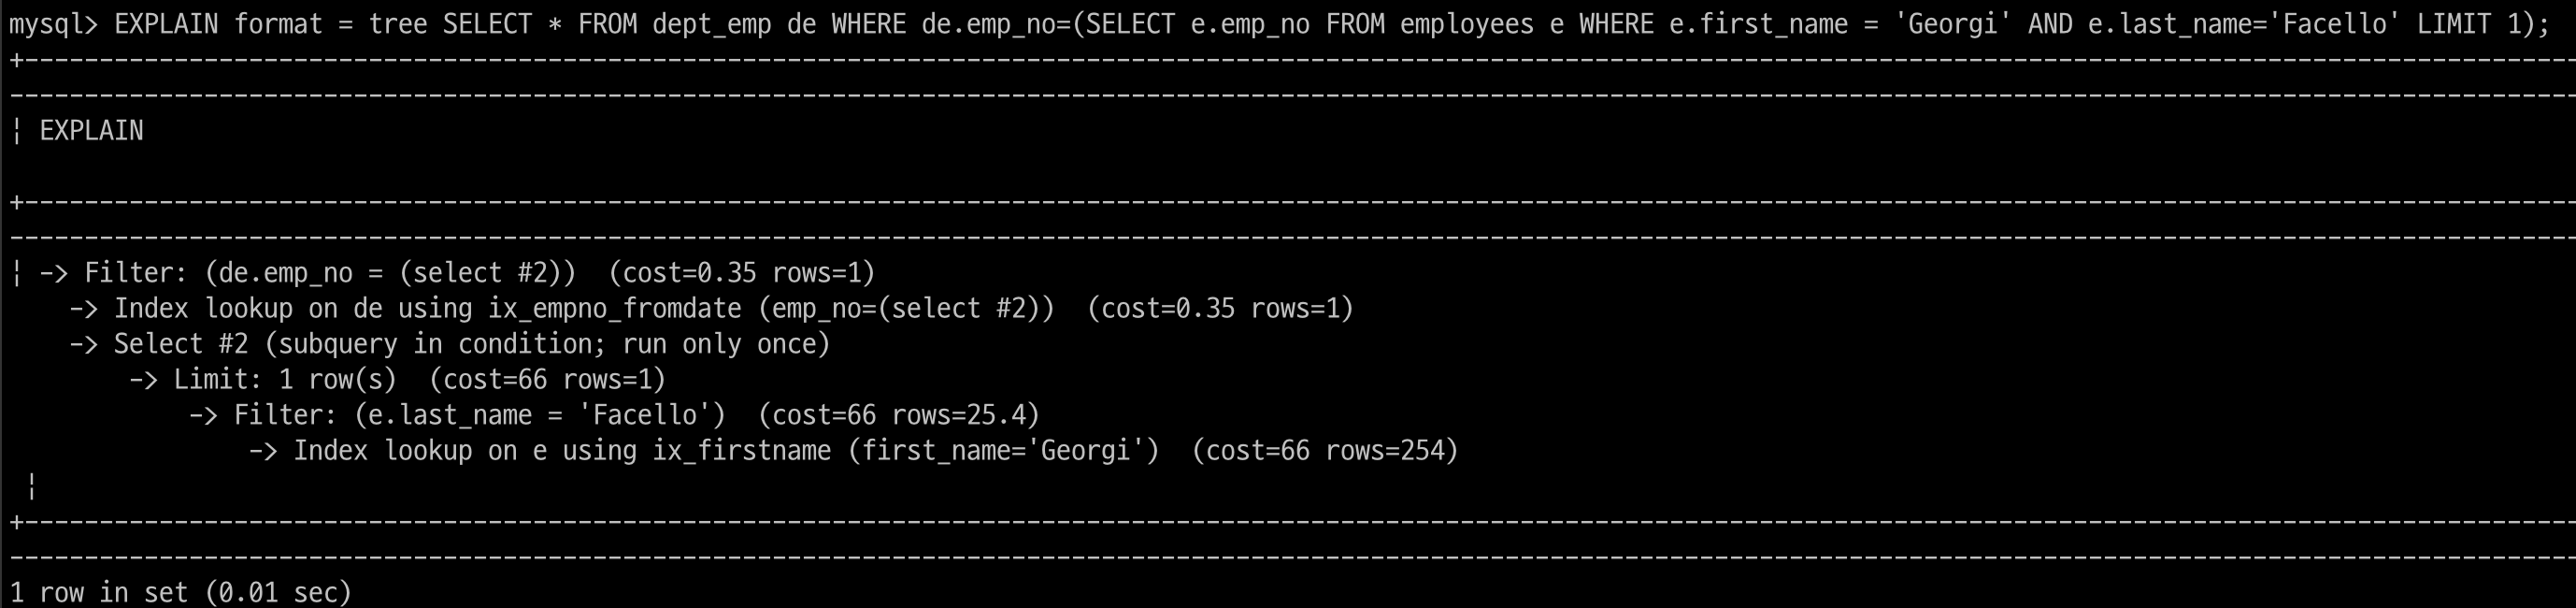 mysql> EXPLAIN format = tree SELECT * FROM dept_emp de WHERE de.emp_no=(SELECT e.emp_no FROM employees e WHERE e.first_name = 'Georgi' AND e.last_name='Facello' LIMIT 1);
+---------------------------------------------------------------------------------------------------------------------------------------------------------------------------
---------------------------------------------------------------------------------------------------------------------------------------------------------------------------
¦ EXPLAIN
+---------------------------------------------------------------------------------------------------------------------------------------------------------------------------
---------------------------------------------------------------------------------------------------------------------------------------------------------------------------
¦ -> Filter: (de.emp_no = (select #2))  (cost=0.35 rows=1)
    -> Index lookup on de using ix_empno_fromdate (emp_no=(select #2))  (cost=0.35 rows=1)
    -> Select #2 (subquery in condition; run only once)
        -> Limit: 1 row(s)  (cost=66 rows=1)
            -> Filter: (e.last_name = 'Facello')  (cost=66 rows=25.4)
                -> Index lookup on e using ix_firstname (first_name='Georgi')  (cost=66 rows=254)
 ¦
+---------------------------------------------------------------------------------------------------------------------------------------------------------------------------
---------------------------------------------------------------------------------------------------------------------------------------------------------------------------
1 row in set (0.01 sec)